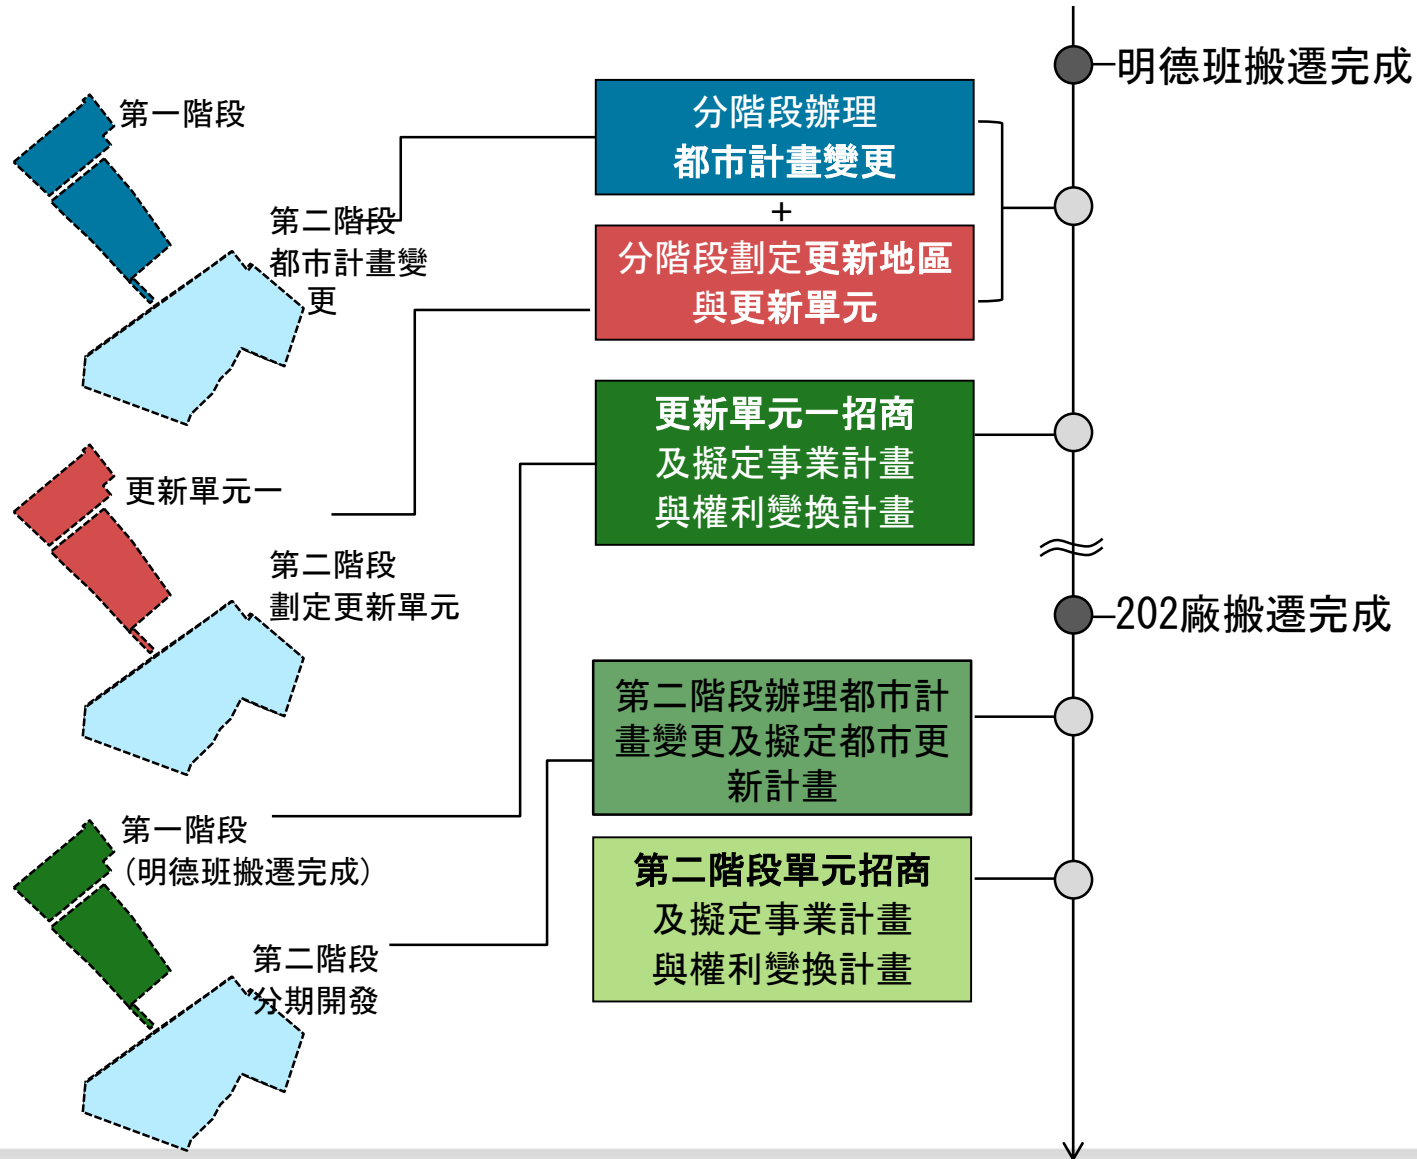 明德班搬遷完成
第一階段
分階段辦理
都市計畫變更
第二階段
都市計畫變
更
+
分階段劃定更新地區
與更新單元
更新單元一招商
及擬定事業計畫
與權利變換計畫
更新單元一
第二階段
劃定更新單元
202廠搬遷完成
第二階段辦理都市計
畫變更及擬定都市更
新計畫
第一階段
(明德班搬遷完成)
第二階段單元招商
及擬定事業計畫
與權利變換計畫
第二階段
分期開發